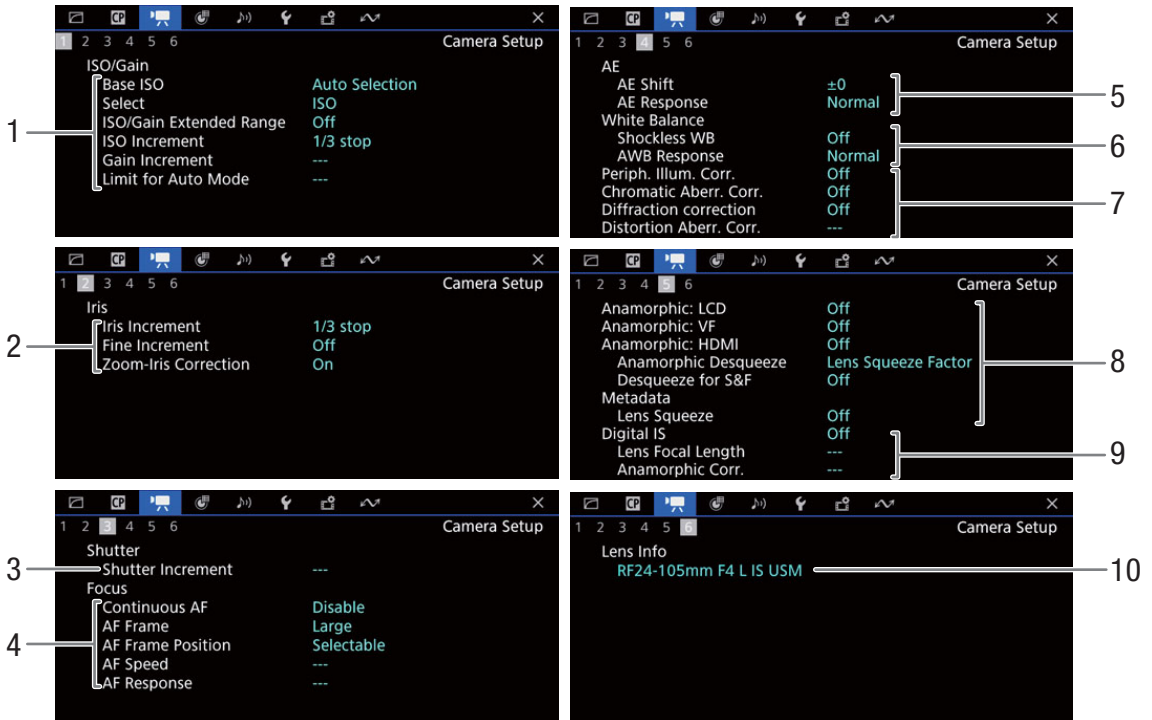 CP
1 2 3 4 5 6 Camera Setup
ISO/Gain
Base ISO Auto Selection
Select ISO
ISO/Gain Extended Range Off
ISO Increment 1/3 stop
Gain Increment ---
Limit for Auto Mode ---
1
CP
1 2 3 4 5 6 Camera Setup
Iris
Iris Increment 1/3 stop
Fine Increment Off
Zoom-Iris Correction On
2
CP
1 2 3 4 5 6 Camera Setup
Shutter
3 Shutter Increment ---
Focus
Continuous AF Disable
AF Frame Large
AF Frame Position Selectable
AF Speed ---
AF Response ---
4
CP
1 2 3 4 5 6 Camera Setup
AE
AE Shift ±0
AE Response Normal
5
White Balance
Shockless WB Off
AWB Response Normal
6
Periph. Illum. Corr. Off
Chromatic Aberr. Corr. Off
Diffraction correction Off
Distortion Aberr. Corr. ---
7
CP
1 2 3 4 5 6 Camera Setup
Anamorphic: LCD Off
Anamorphic: VF Off
Anamorphic: HDMI Off
Anamorphic Desqueeze Lens Squeeze Factor
Desqueeze for S&F Off
Metadata
Lens Squeeze Off
8
Digital IS Off
Lens Focal Length ---
Anamorphic Corr. ---
9
CP
1 2 3 4 5 6 Camera Setup
Lens Info
RF24-105mm F4 L IS USM 10